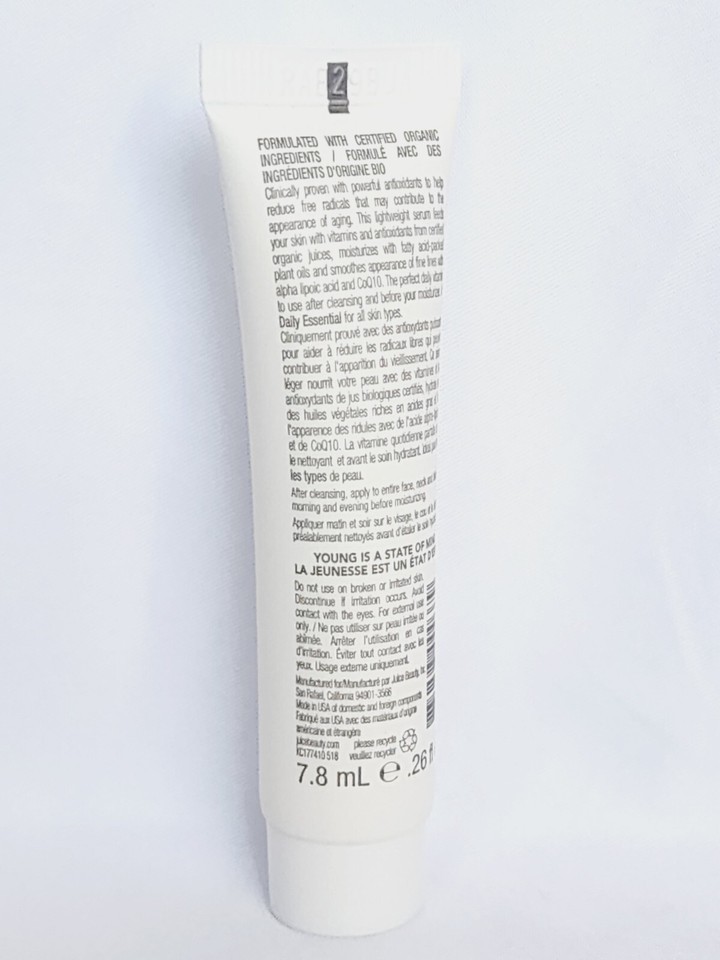 2
FORMULATED WITH CERTIFIED ORGANIC
INGREDIENTS / FORMULÉ AVEC DES
INGRÉDIENTS D'ORIGINE BIO
Clinically proven with powerful antioxidants to help
reduce free radicals that may contribute to the
appearance of aging. This lightweight serum feeds
your skin with vitamins and antioxidants from certified
organic juices, moisturizes with fatty acid-packed
plant oils and smoothes appearance of fine lines with
alpha lipoic acid and CoQ10. The perfect daily vitamin
to use after cleansing and before your moisturizer.
Daily Essential for all skin types.
Cliniquement prouvé avec des antioxydants
pour aider à réduire les radicaux libres qui
contribuer à l'apparition du vieillissement. Ce
léger nourrit votre peau avec des vitamines et
antioxydants de jus biologiques certifiés,
des huiles végétales riches en acides gras
l'apparence des ridules avec de l'acide
et de CoQ10. La vitamine quotidienne
le nettoyant et avant le soin hydratant.
les types de peau.
After cleansing, apply to entire face, neck and
morning and evening before moisturizing.
Appliquer matin et soir sur le visage, le cou et
préalablement nettoyés avant d'étaler le soin
YOUNG IS A STATE OF MIND
LA JEUNESSE EST UN ÉTAT D'
Do not use on broken or irritated skin.
Discontinue if irritation occurs. Avoid
contact with the eyes. For external use
only. / Ne pas utiliser sur peau irritée ou
abîmée. Arrêter l'utilisation en cas
d'irritation. Éviter tout contact avec les
yeux. Usage externe uniquement.
Manufactured for/Manufacturé par Juice Beauty, Inc
San Rafael, California 94901-3566
Made in USA of domestic and foreign components
Fabriqué aux USA avec des matériaux d'origine
américaine et étrangère
juicebeauty.com please recycle
KC177410 518 veuillez recycler
7.8 mL e .26 fl